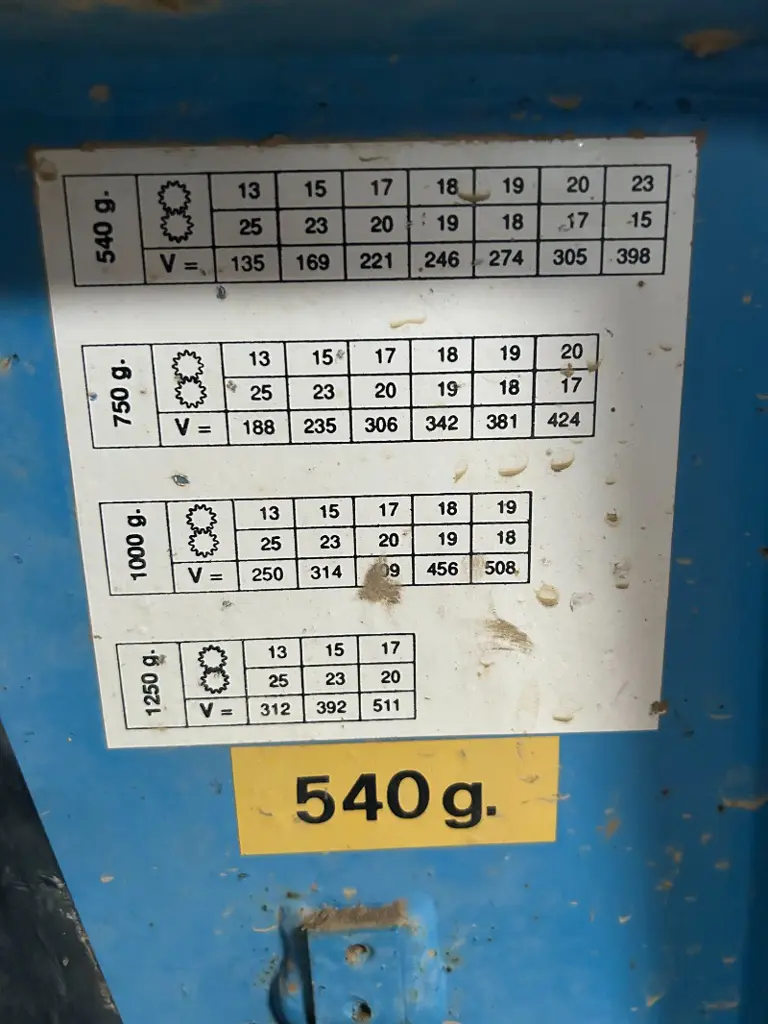 540 g.
13 15 17 18 19 20 23
25 23 20 19 18 17 15
V = 135 169 221 246 274 305 398
750 g.
13 15 17 18 19 20
25 23 20 19 18 17
V = 188 235 306 342 381 424
1000 g.
13 15 17 18 19
25 23 20 19 18
V = 250 314 456 508
1250 g.
13 15 17
25 23 20
V = 312 392 511
540 g.